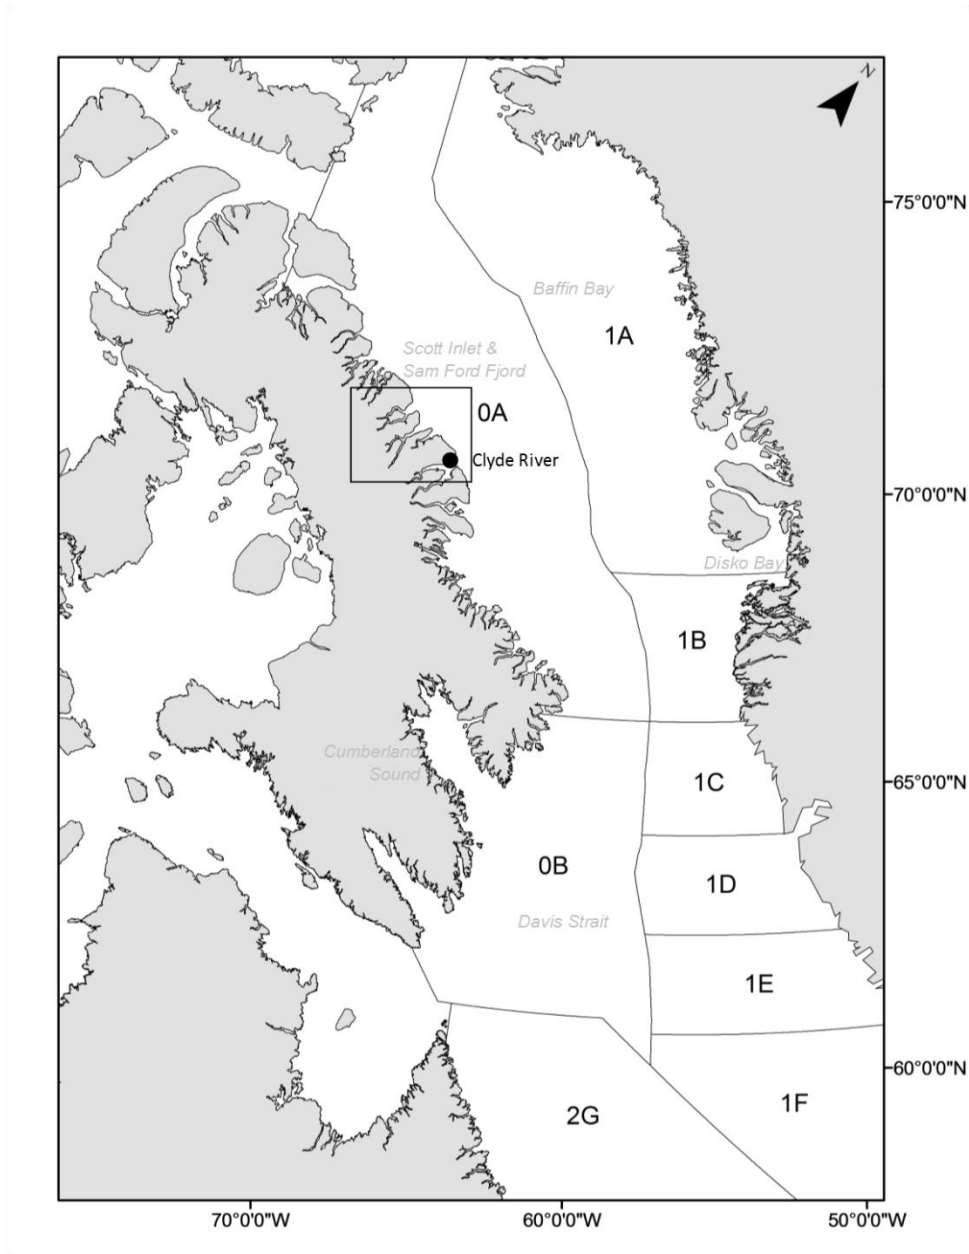 N
75°0'0"N
Baffin Bay
1A
Scott Inlet &
Sam Ford Fjord
0A
Clyde River
70°0'0"N
Disko Bay
1B
Cumberland
Sound
65°0'0"N
1C
0B
1D
Davis Strait
1E
60°0'0"N
1F
2G
70°0'0"W
60°0'0"W
50°0'0"W